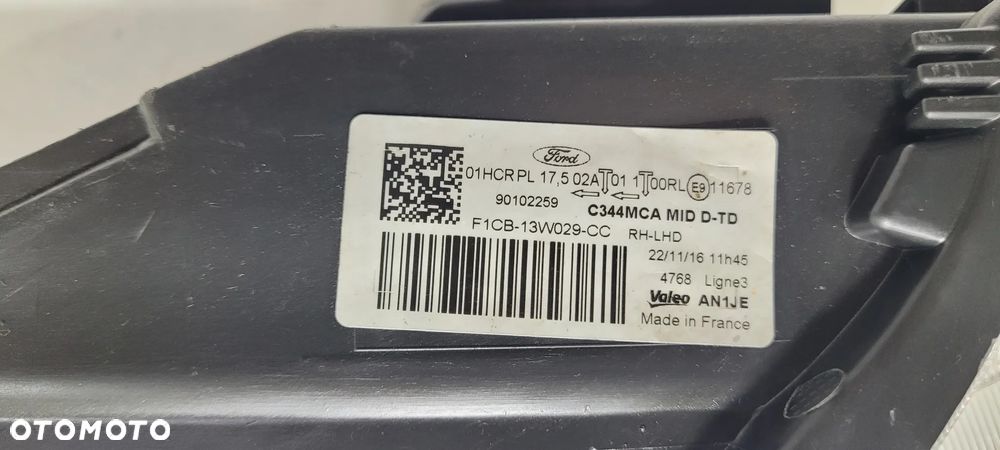 Ford
01HCR PL 17,5 02A 01 1 00RL E9 11678
90102259 C344MCA MID D-TD
F1CB-13W029-CC RH-LHD
22/11/16 11h45
4768 Ligne3
Valeo AN1JE
Made in France
OTOMOTO